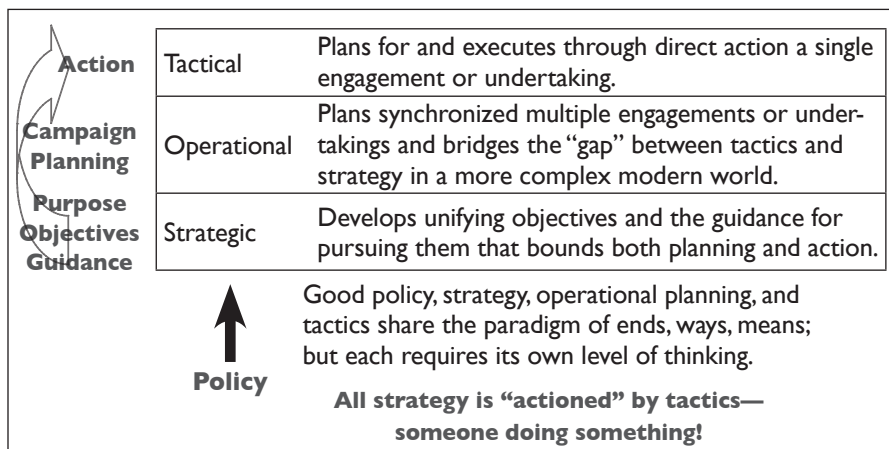 Action
Tactical
Plans for and executes through direct action a single
engagement or undertaking.
Campaign
Planning
Operational
Plans synchronized multiple engagements or under-
takings and bridges the “gap” between tactics and
strategy in a more complex modern world.
Purpose
Objectives
Guidance
Strategic
Develops unifying objectives and the guidance for
pursuing them that bounds both planning and action.
Policy
Good policy, strategy, operational planning, and
tactics share the paradigm of ends, ways, means;
but each requires its own level of thinking.
All strategy is “actioned” by tactics—
someone doing something!